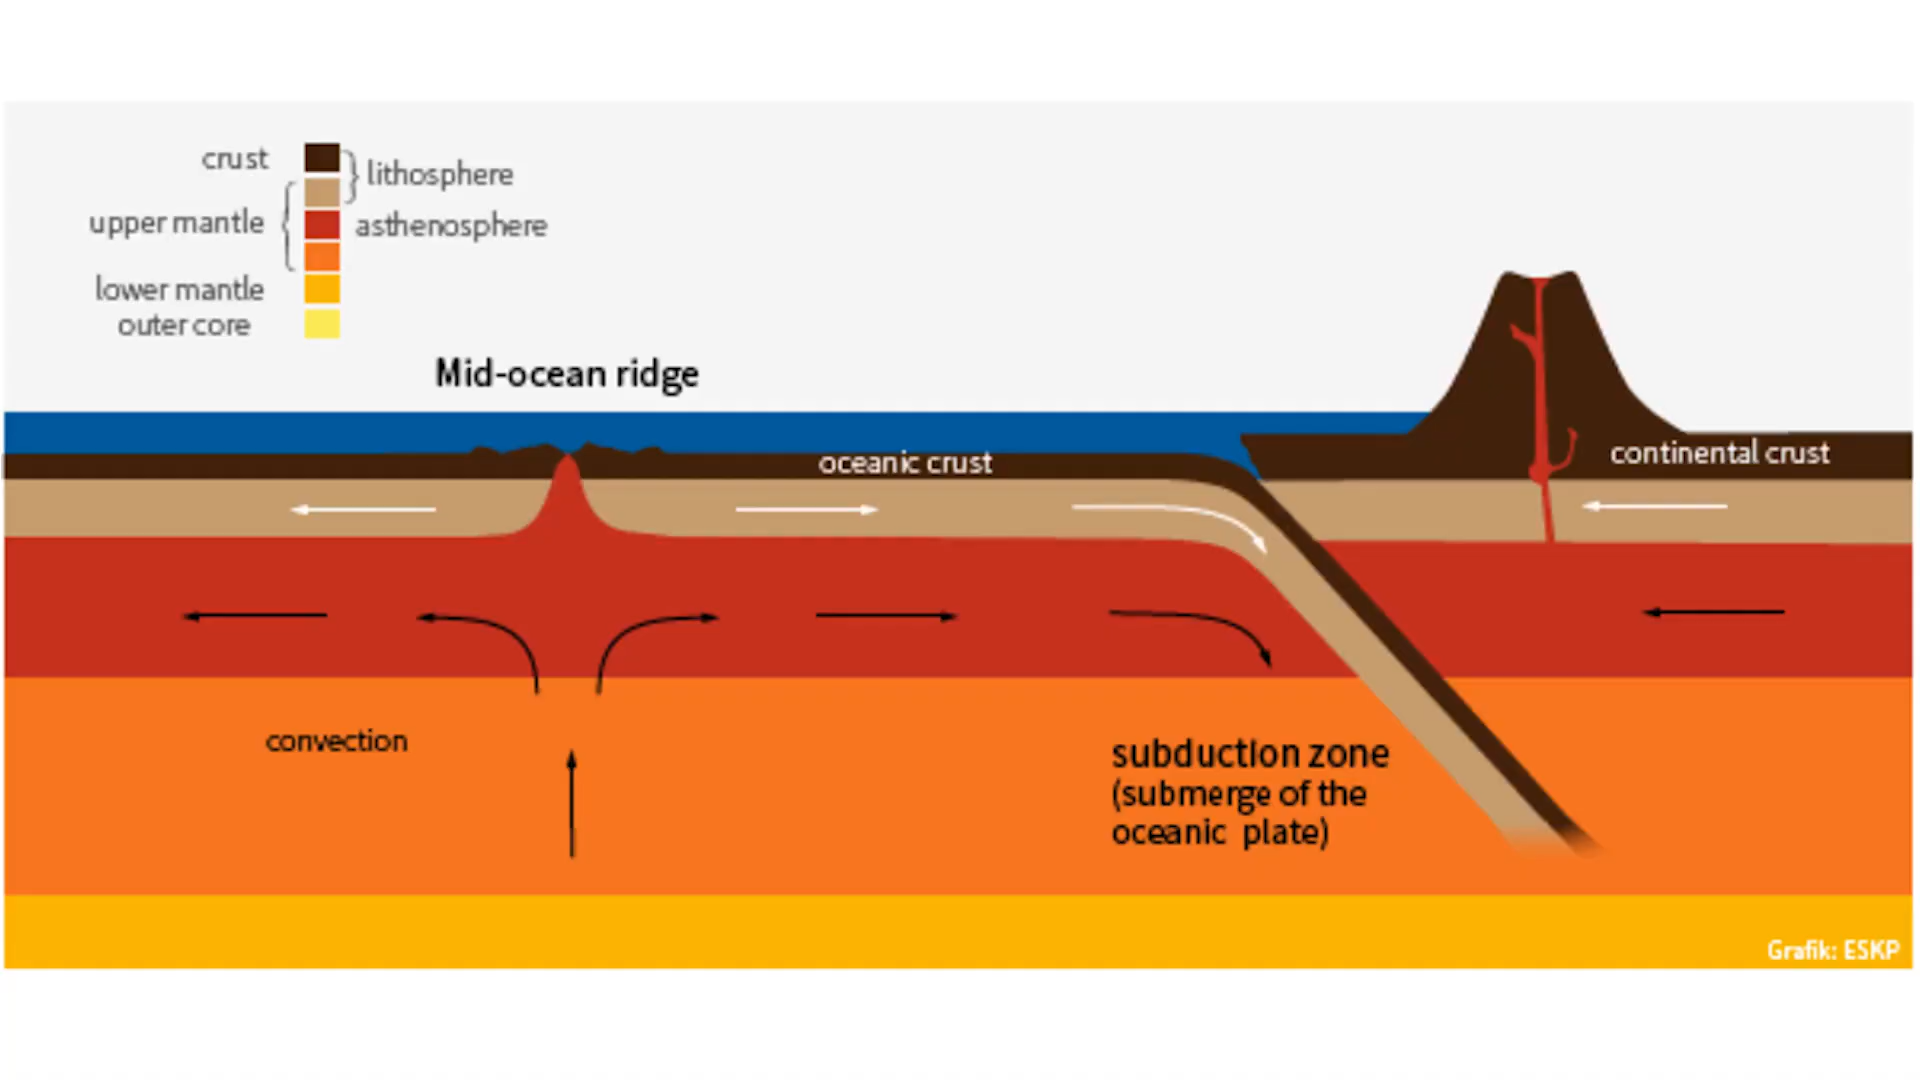 crust
lithosphere
upper mantle
asthenosphere
lower mantle
outer core
Mid-ocean ridge
oceanic crust
continental crust
convection
subduction zone
(submerge of the
oceanic plate)
Grafik: ESKP